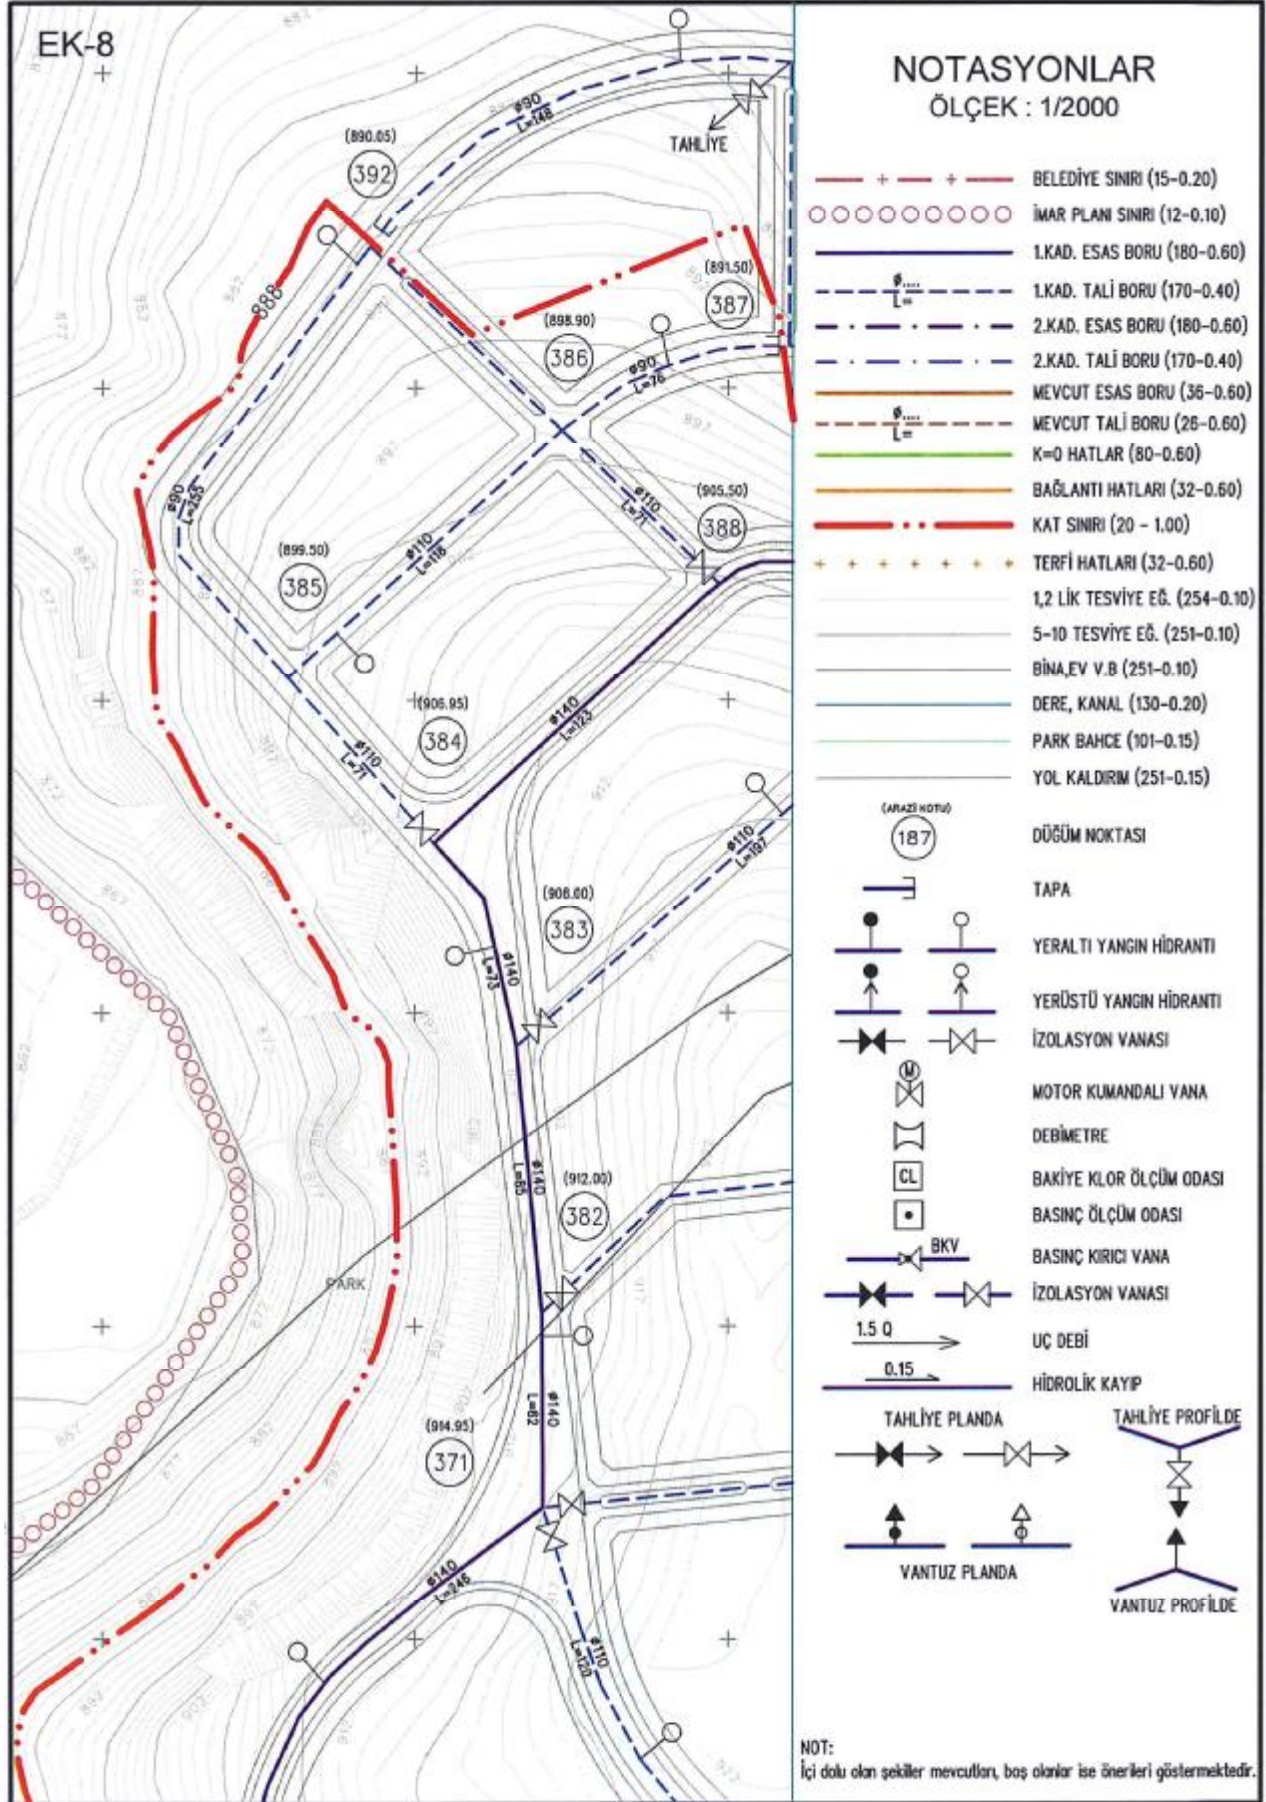 EK-8
NOTASYONLAR
ÖLÇEK : 1/2000
BELEDİYE SINIRI (15-0.20)
İMAR PLANI SINIRI (12-0.10)
1.KAD. ESAS BORU (180-0.60)
ø....
L=
1.KAD. TALİ BORU (170-0.40)
2.KAD. ESAS BORU (180-0.60)
2.KAD. TALİ BORU (170-0.40)
MEVCUT ESAS BORU (36-0.60)
ø....
L=
MEVCUT TALİ BORU (26-0.60)
K=0 HATLAR (80-0.60)
BAĞLANTI HATLARI (32-0.60)
KAT SINIRI (20 - 1.00)
TERFİ HATLARI (32-0.60)
1,2 LİK TESVİYE EĞ. (254-0.10)
5-10 TESVİYE EĞ. (251-0.10)
BİNA,EV V.B (251-0.10)
DERE, KANAL (130-0.20)
PARK BAHCE (101-0.15)
YOL KALDIRIM (251-0.15)
(ARAZİ KOTU)
187
DÜĞÜM NOKTASI
TAPA
YERALTI YANGIN HİDRANTI
YERÜSTÜ YANGIN HİDRANTI
İZOLASYON VANASI
M
MOTOR KUMANDALI VANA
DEBİMETRE
CL
BAKİYE KLOR ÖLÇÜM ODASI
BASINÇ ÖLÇÜM ODASI
BKV
BASINÇ KIRICI VANA
İZOLASYON VANASI
1.5 Q
UÇ DEBİ
0.15
HİDROLİK KAYIP
TAHLİYE PLANDA
TAHLİYE PROFİLDE
VANTUZ PLANDA
VANTUZ PROFİLDE
NOT:
İçi dolu olan şekiller mevcutları, boş olanlar ise önerileri göstermektedir.
ø90
L=148
TAHLİYE
(890.05)
392
888
(891.50)
387
(898.90)
386
ø90
L=76
ø90
L=255
ø110
L=71
(905.50)
388
ø110
L=118
(899.50)
385
(906.95)
384
ø140
L=123
ø110
L=71
ø110
L=197
(908.00)
383
ø140
L=73
ø140
L=85
(912.00)
382
PARK
ø140
L=62
(914.95)
371
ø140
L=246
ø110
L=120